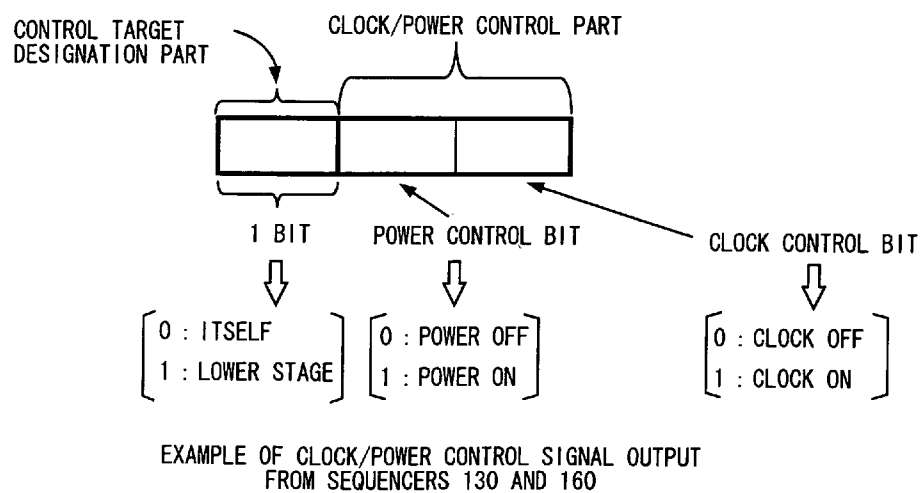 CONTROL TARGET
DESIGNATION PART
CLOCK/POWER CONTROL PART
1 BIT
POWER CONTROL BIT
CLOCK CONTROL BIT
0 : ITSELF
1 : LOWER STAGE
0 : POWER OFF
1 : POWER ON
0 : CLOCK OFF
1 : CLOCK ON
EXAMPLE OF CLOCK/POWER CONTROL SIGNAL OUTPUT
FROM SEQUENCERS 130 AND 160